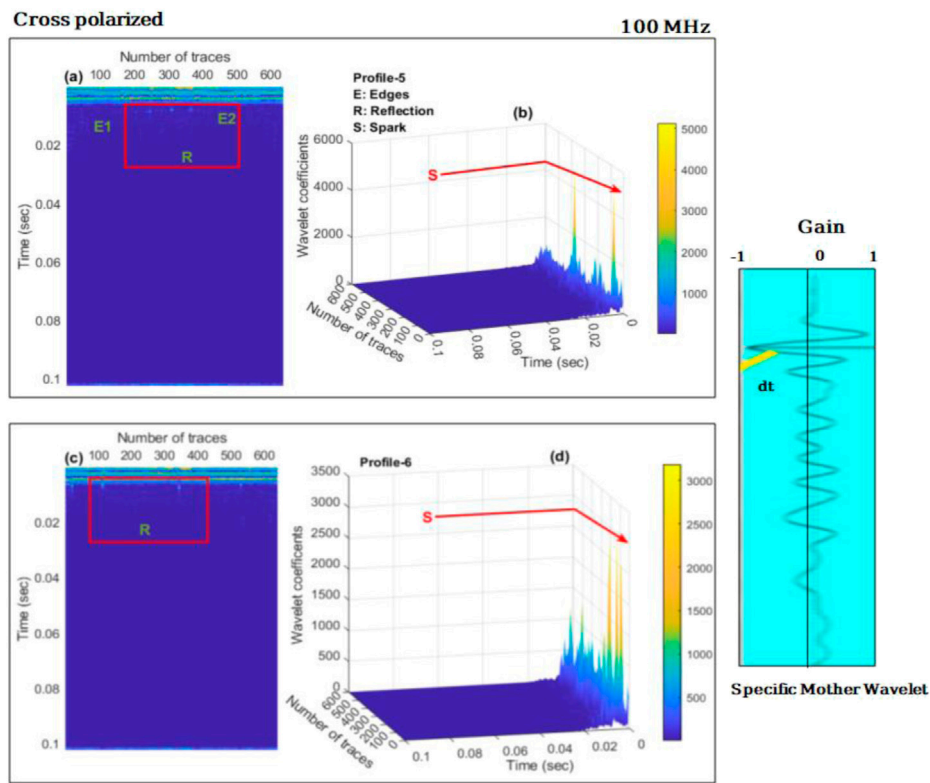 Cross polarized
100 MHz
Number of traces
(a) 100 200 300 400 500 600
E1
E2
R
0.02
0.04
0.06
0.08
0.1
Time (sec)
Profile-5
E: Edges
R: Reflection
S: Spark
(b)
S
6000
4000
2000
0
Wavelet coefficients
600
500
400
300
200
100
0
Number of traces
0.1
0.08
0.06
0.04
0.02
0
Time (sec)
5000
4000
3000
2000
1000
Number of traces
(c) 100 200 300 400 500 600
R
0.02
0.04
0.06
0.08
0.1
Time (sec)
Profile-6
(d)
S
3500
3000
2500
2000
1500
1000
500
0
Wavelet coefficents
600
500
400
300
200
100
0
Number of traces
0.1
0.08
0.06
0.04
0.02
0
Time (sec)
3000
2500
2000
1500
1000
500
Gain
-1 0 1
dt
Specific Mother Wavelet